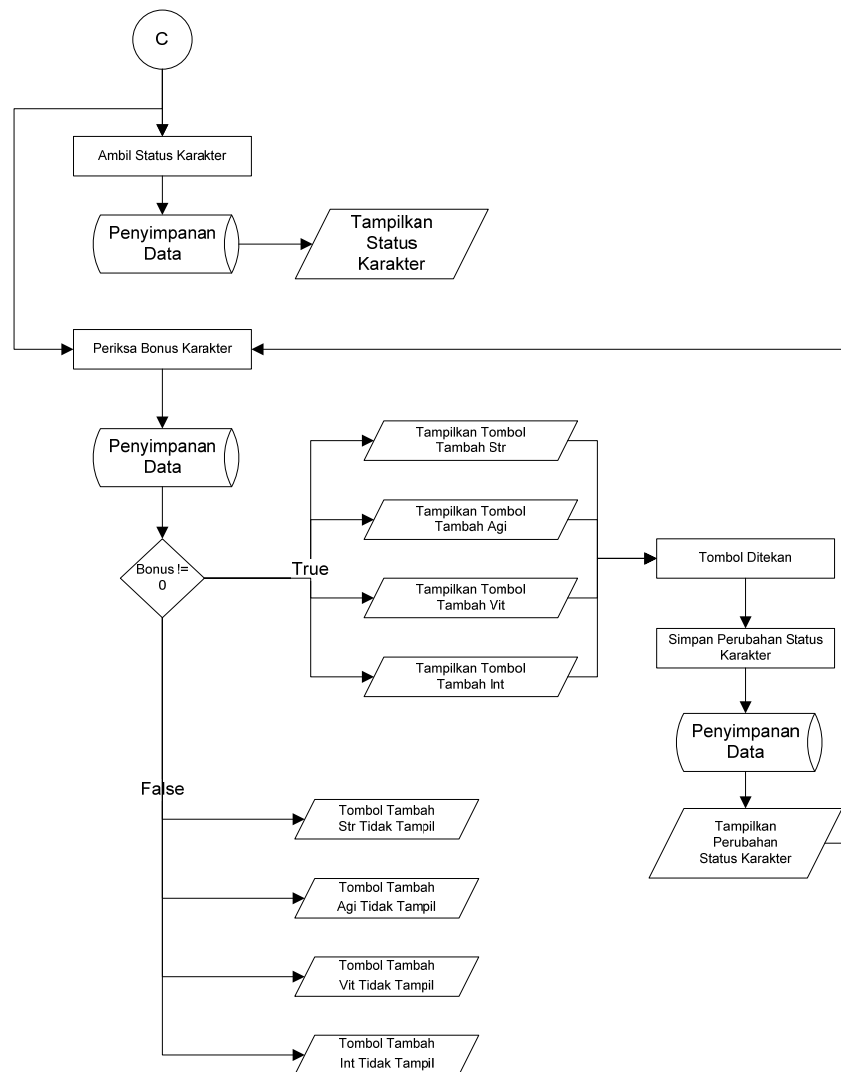 C
Ambil Status Karakter
Penyimpanan
Data
Tampilkan
Status
Karakter
Periksa Bonus Karakter
Penyimpanan
Data
Bonus !=
0
True
Tampilkan Tombol
Tambah Str
Tampilkan Tombol
Tambah Agi
Tampilkan Tombol
Tambah Vit
Tampilkan Tombol
Tambah Int
Tombol Ditekan
Simpan Perubahan Status
Karakter
Penyimpanan
Data
Tampilkan
Perubahan
Status Karakter
False
Tombol Tambah
Str Tidak Tampil
Tombol Tambah
Agi Tidak Tampil
Tombol Tambah
Vit Tidak Tampil
Tombol Tambah
Int Tidak Tampil